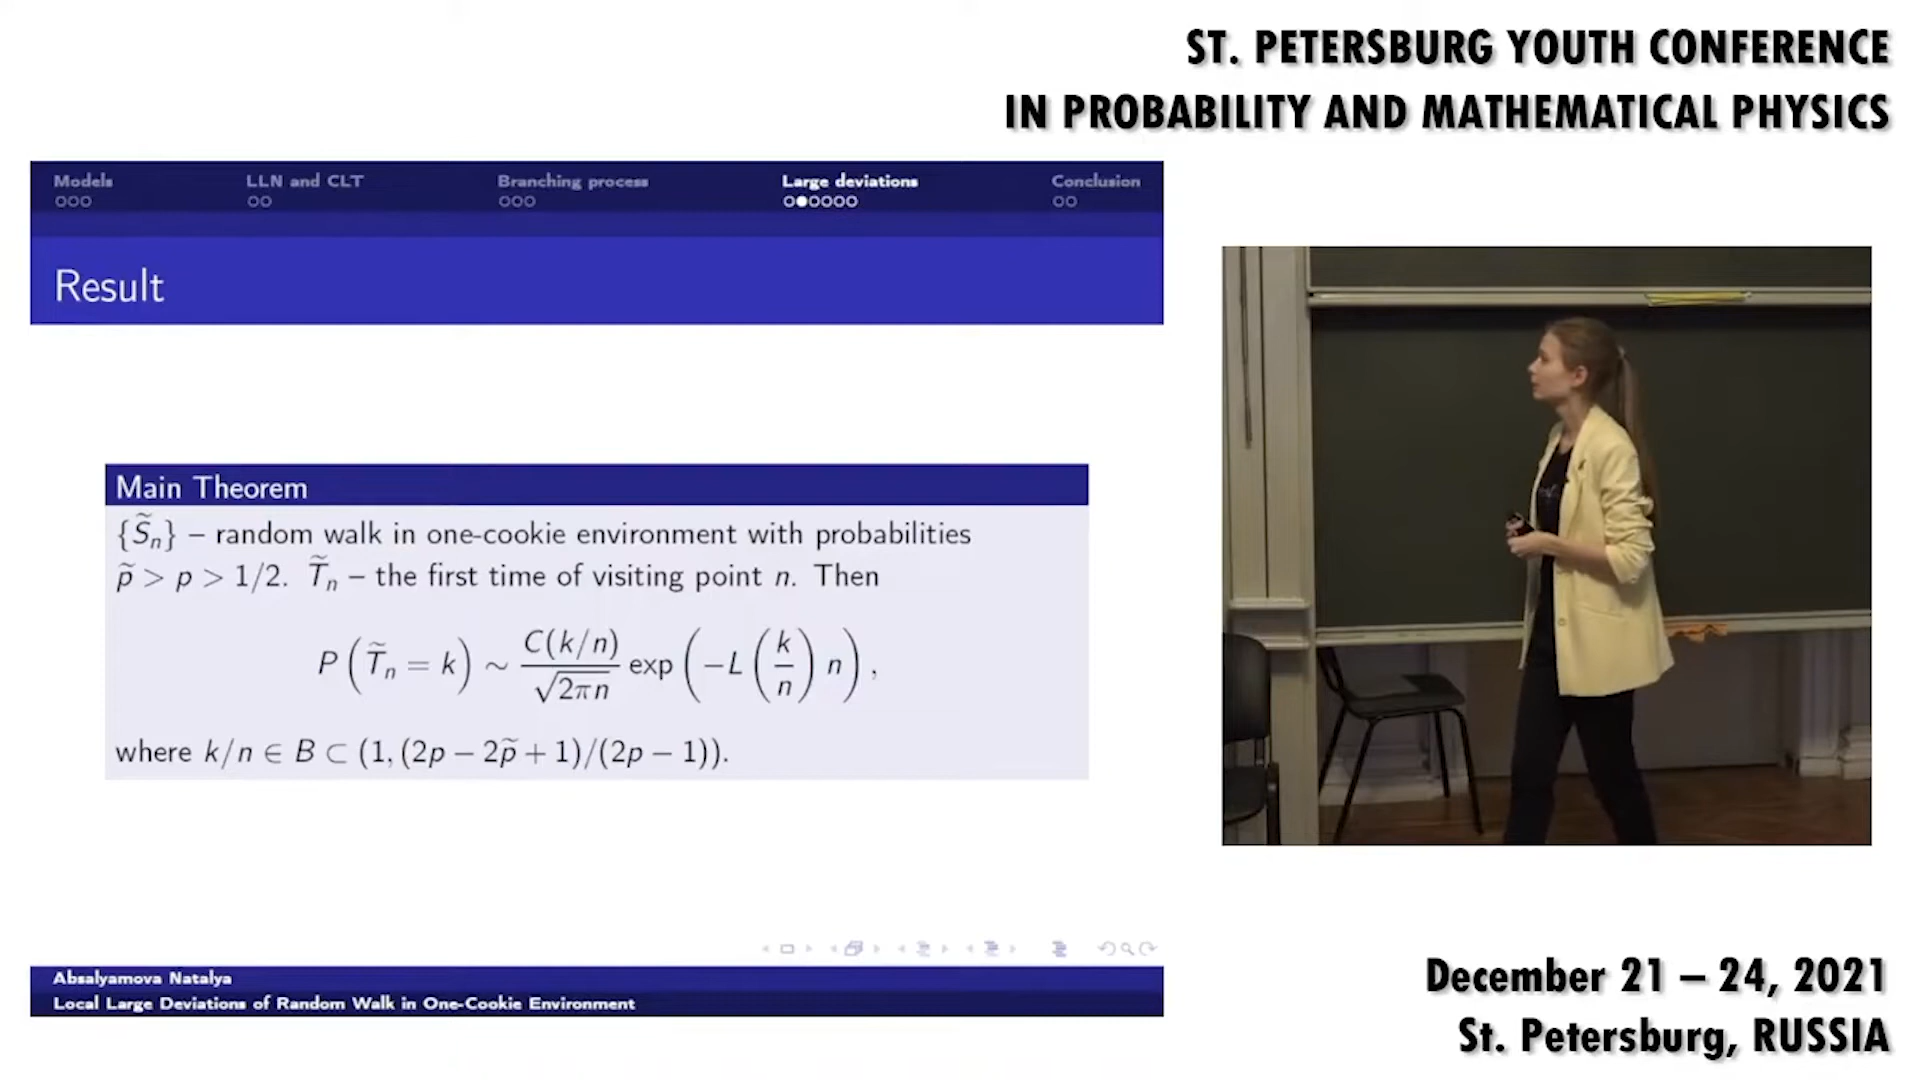 ST. PETERSBURG YOUTH CONFERENCE
IN PROBABILITY AND MATHEMATICAL PHYSICS
Models LLN and CLT Branching process Large deviations Conclusion
Result
Main Theorem
{S̃ₙ} – random walk in one-cookie environment with probabilities
p̃ > p > 1/2. T̃ₙ – the first time of visiting point n. Then
P(T̃ₙ = k) ∼ C(k/n)/√(2πn) exp(−L(k/n) n),
where k/n ∈ B ⊂ (1, (2p − 2p̃ + 1)/(2p − 1)).
Absalyamova Natalya
Local Large Deviations of Random Walk in One-Cookie Environment
December 21 – 24, 2021
St. Petersburg, RUSSIA